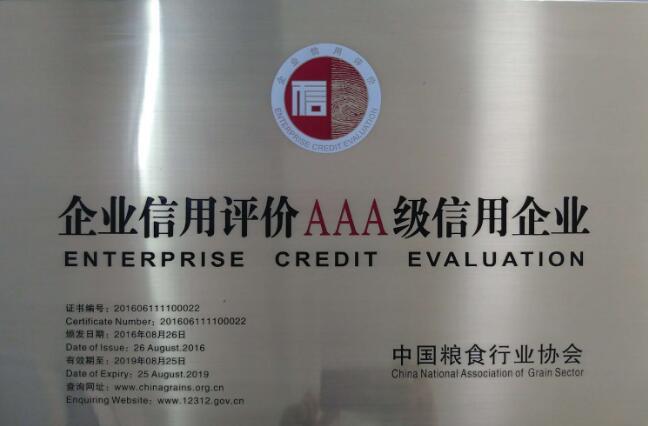 企业信用评价
信
ENTERPRISE CREDIT EVALUATION
企业信用评价AAA级信用企业
ENTERPRISE CREDIT EVALUATION
证书编号：201606111100022
Certificate Number：201606111100022
颁发日期：2016年08月26日
Date of Issue：26 August.2016
有效期至：2019年08月25日
Date of Expiry：25 August.2019
查询网址：www.chinagrains.org.cn
Enquiring Website：www.12312.gov.cn
中国粮食行业协会
China National Association of Grain Sector